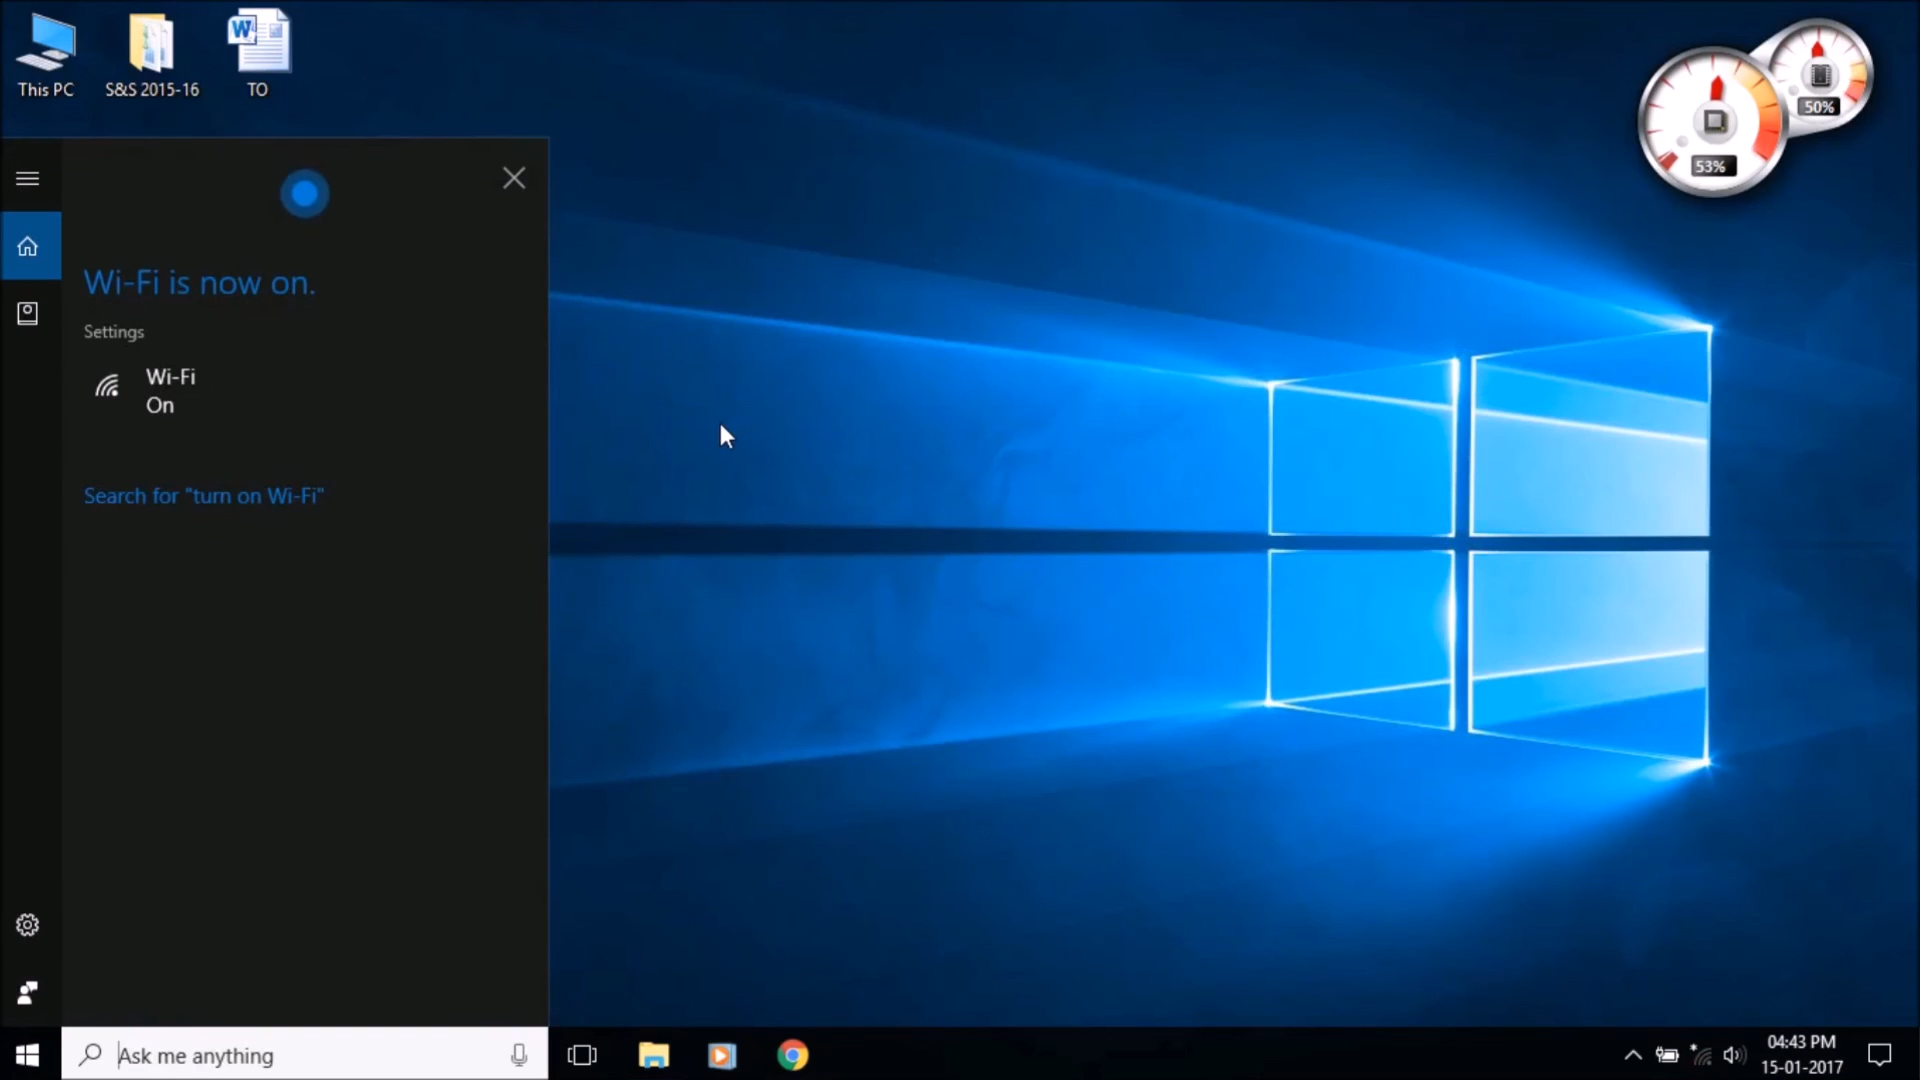 This PC
S&S 2015-16
W
TO
50%
53%
Wi-Fi is now on.
Settings
Wi-Fi
On
Search for "turn on Wi-Fi"
Ask me anything
04:43 PM
15-01-2017